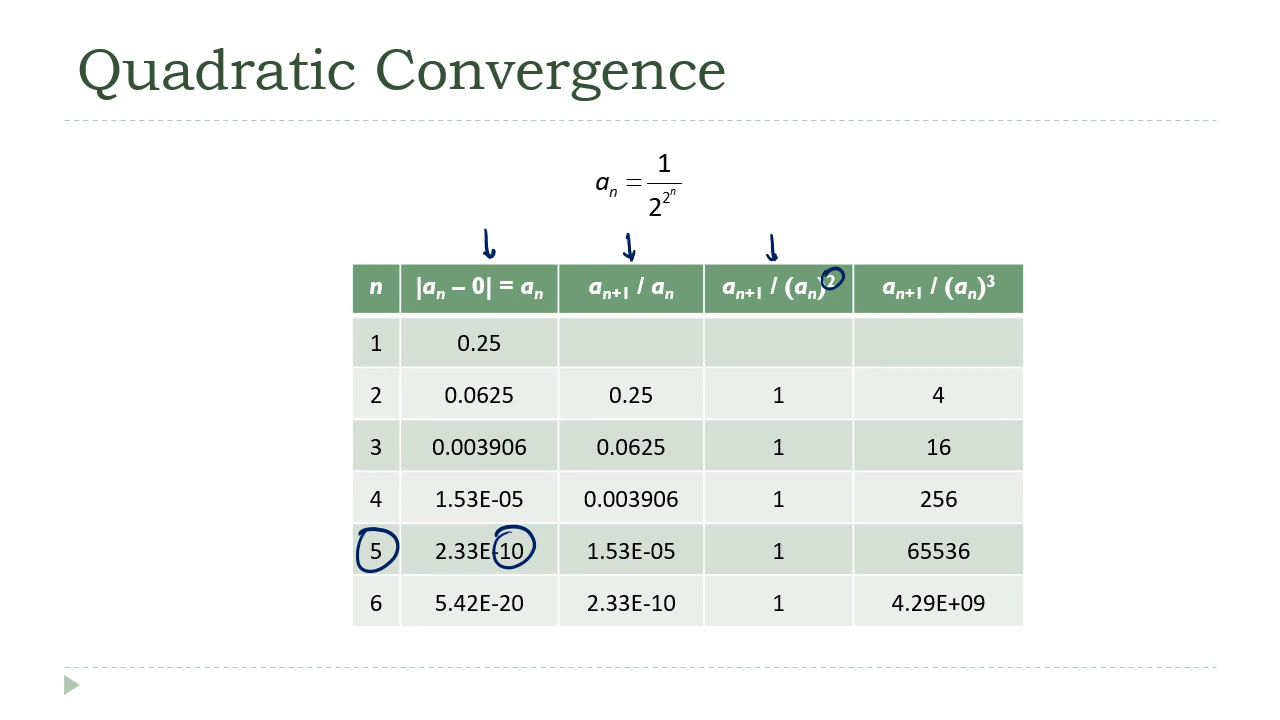 Quadratic Convergence
aₙ = 1 / 2^(2^n)
n |aₙ – 0| = aₙ aₙ₊₁ / aₙ aₙ₊₁ / (aₙ)² aₙ₊₁ / (aₙ)³
1 0.25
2 0.0625 0.25 1 4
3 0.003906 0.0625 1 16
4 1.53E-05 0.003906 1 256
5 2.33E-10 1.53E-05 1 65536
6 5.42E-20 2.33E-10 1 4.29E+09